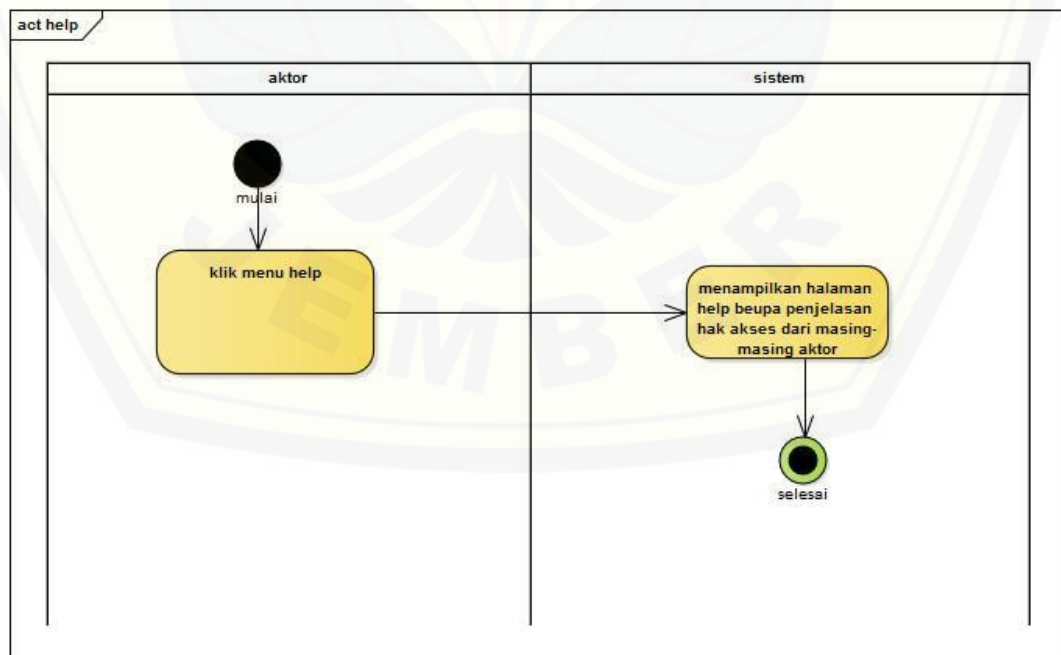 act help
aktor
sistem
mulai
klik menu help
menampilkan halaman
help beupa penjelasan
hak akses dari masing-
masing aktor
selesai
JEMBER